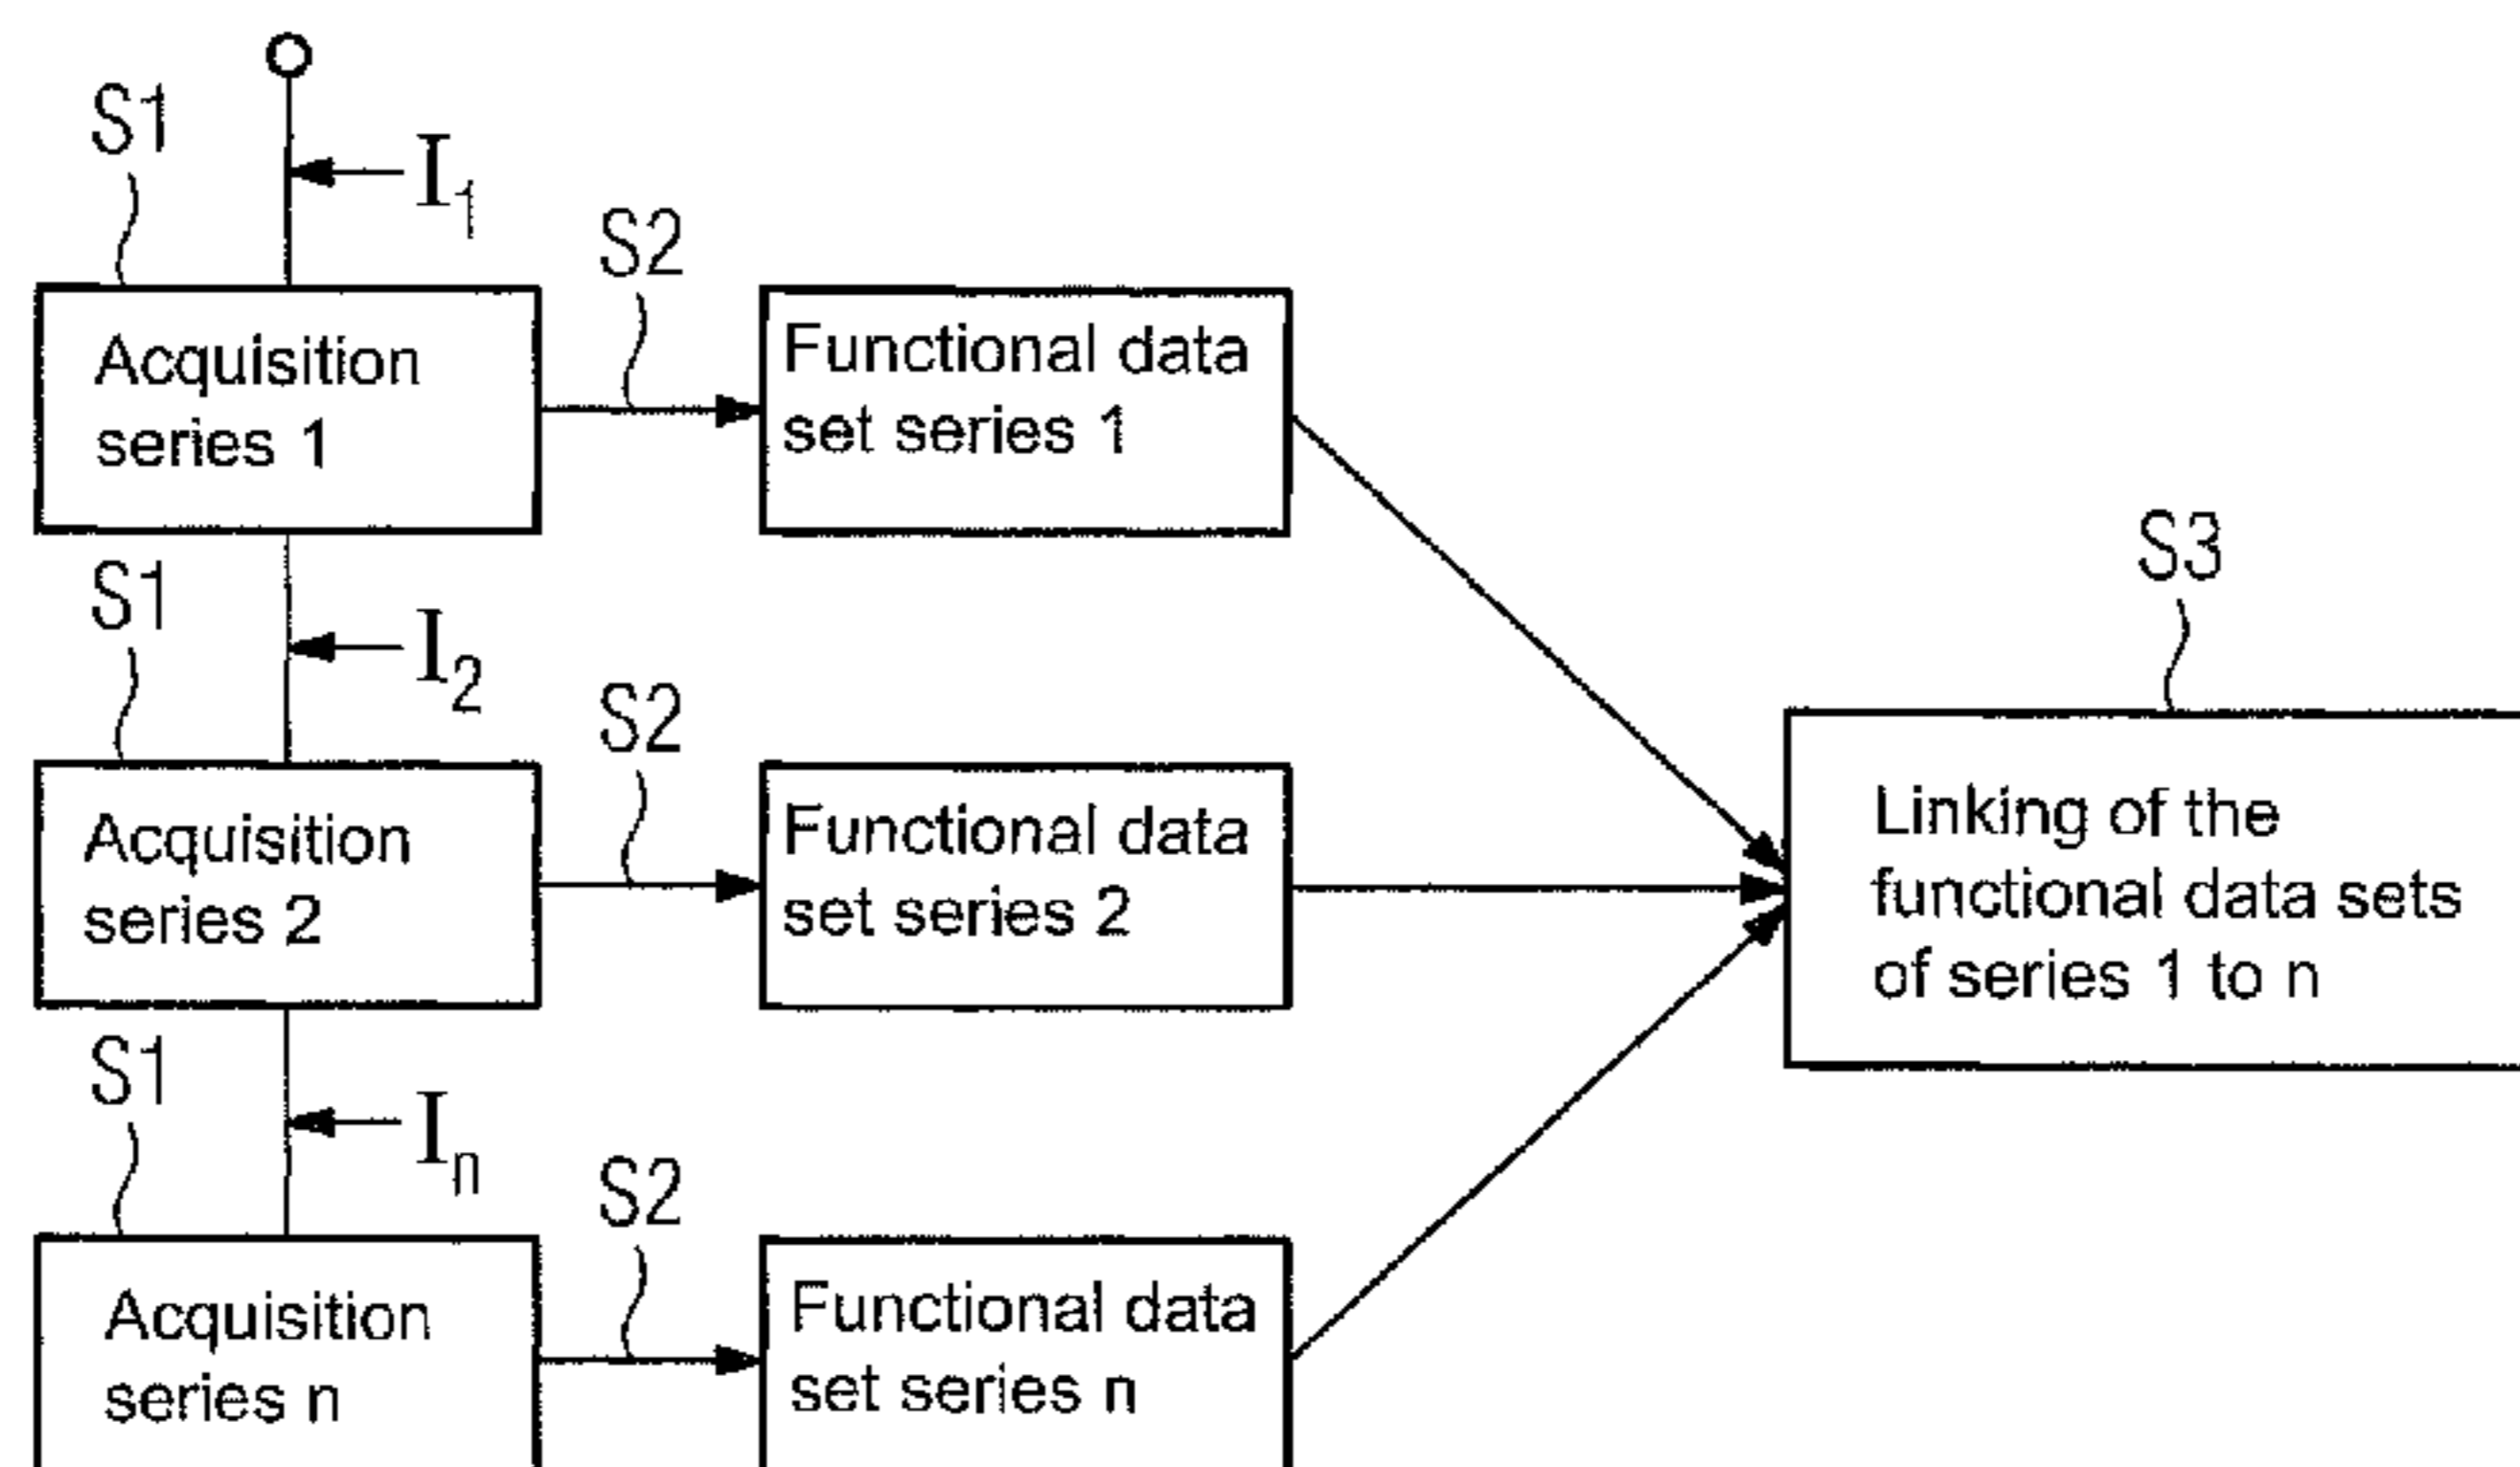 S1
I1
S2
Acquisition
series 1
Functional data
set series 1
S3
S1
I2
S2
Acquisition
series 2
Functional data
set series 2
Linking of the
functional data sets
of series 1 to n
S1
In
S2
Acquisition
series n
Functional data
set series n